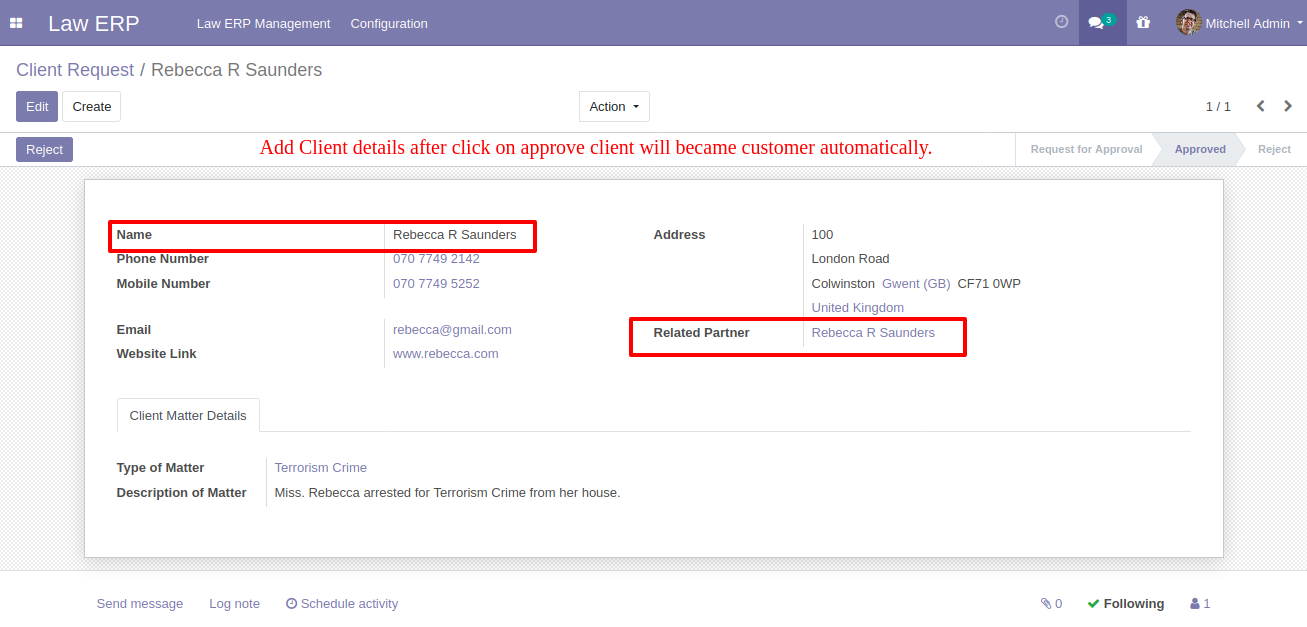 Law ERP Law ERP Management Configuration 3 Mitchell Admin
Client Request / Rebecca R Saunders
Edit Create Action 1 / 1
Reject Add Client details after click on approve client will became customer automatically. Request for Approval Approved Reject
Name Rebecca R Saunders Address 100
Phone Number 070 7749 2142 London Road
Mobile Number 070 7749 5252 Colwinston Gwent (GB) CF71 0WP
United Kingdom
Email rebecca@gmail.com Related Partner Rebecca R Saunders
Website Link www.rebecca.com
Client Matter Details
Type of Matter Terrorism Crime
Description of Matter Miss. Rebecca arrested for Terrorism Crime from her house.
Send message Log note Schedule activity 0 Following 1